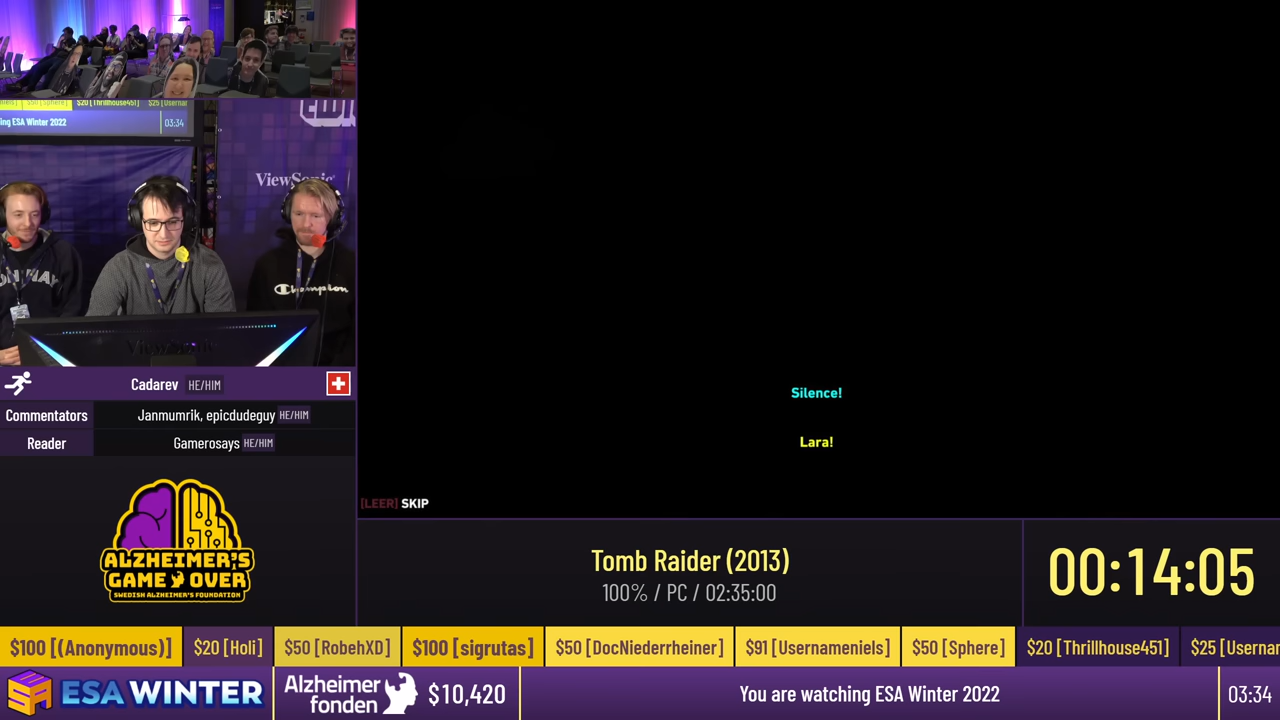 $20 [Thrillhouse451]
ing ESA Winter 2022
03:34
ViewSonic
Champion
Cadarev HE/HIM
Commentators Janmumrik, epicdudeguy HE/HIM
Reader Gamerosays HE/HIM
ALZHEIMER'S
GAME OVER
SWEDISH ALZHEIMER'S FOUNDATION
Silence!
Lara!
[LEER] SKIP
Tomb Raider (2013)
100% / PC / 02:35:00
00:14:05
$100 [(Anonymous)] $20 [Holi] $50 [RobehXD] $100 [sigrutas] $50 [DocNiederrheiner] $91 [Usernameniels] $50 [Sphere] $20 [Thrillhouse451] $25 [Usernar
ESA WINTER
Alzheimer
fonden
$10,420
You are watching ESA Winter 2022
03:34